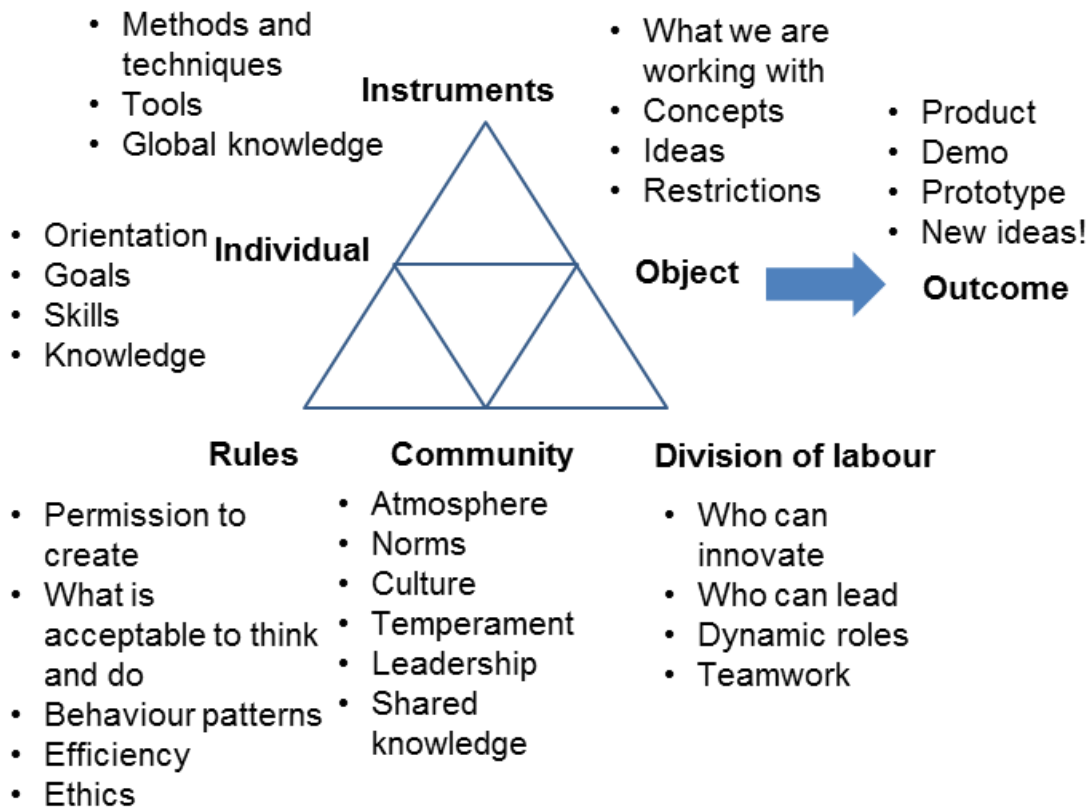 • Methods and
techniques
• Tools
• Global knowledge
Instruments
• What we are
working with
• Concepts
• Ideas
• Restrictions
• Product
• Demo
• Prototype
• New ideas!
• Orientation
• Goals
• Skills
• Knowledge
Individual
Object
Outcome
Rules
• Permission to
create
• What is
acceptable to think
and do
• Behaviour patterns
• Efficiency
• Ethics
Community
• Atmosphere
• Norms
• Culture
• Temperament
• Leadership
• Shared
knowledge
Division of labour
• Who can
innovate
• Who can lead
• Dynamic roles
• Teamwork